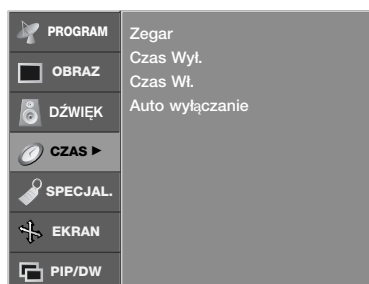 PROGRAM
OBRAZ
DŹWIĘK
CZAS ►
SPECJAL.
EKRAN
PIP/DW
Zegar
Czas Wył.
Czas Wł.
Auto wyłączanie